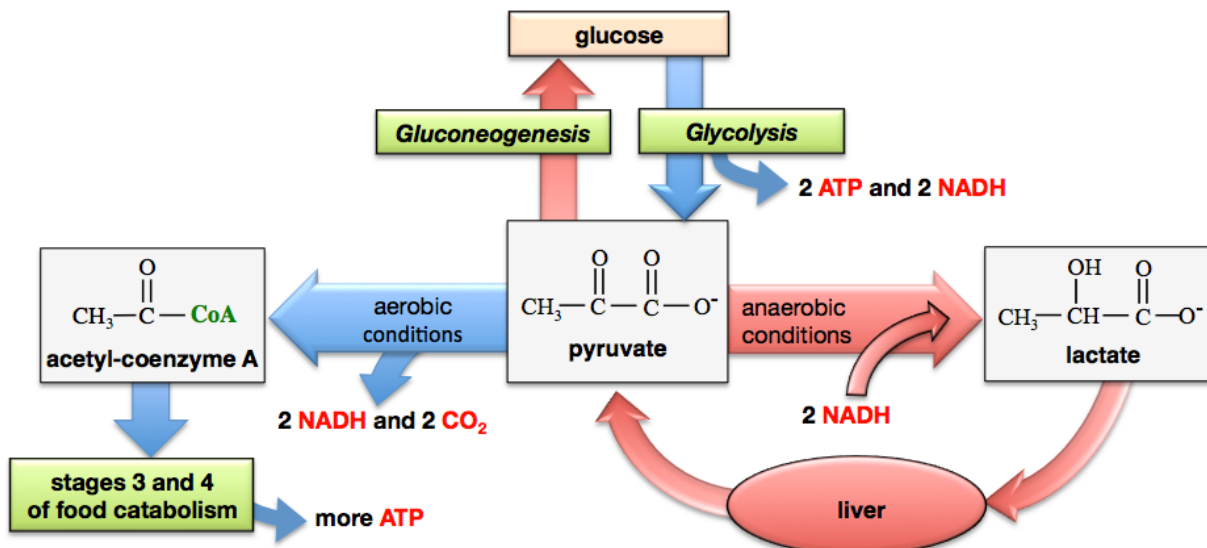 glucose
Gluconeogenesis
Glycolysis
2 ATP and 2 NADH
O
CH₃—C—CoA
acetyl-coenzyme A
aerobic
conditions
O O
CH₃—C—C—O⁻
pyruvate
anaerobic
conditions
OH O
CH₃—CH—C—O⁻
lactate
2 NADH and 2 CO₂
2 NADH
stages 3 and 4
of food catabolism
more ATP
liver